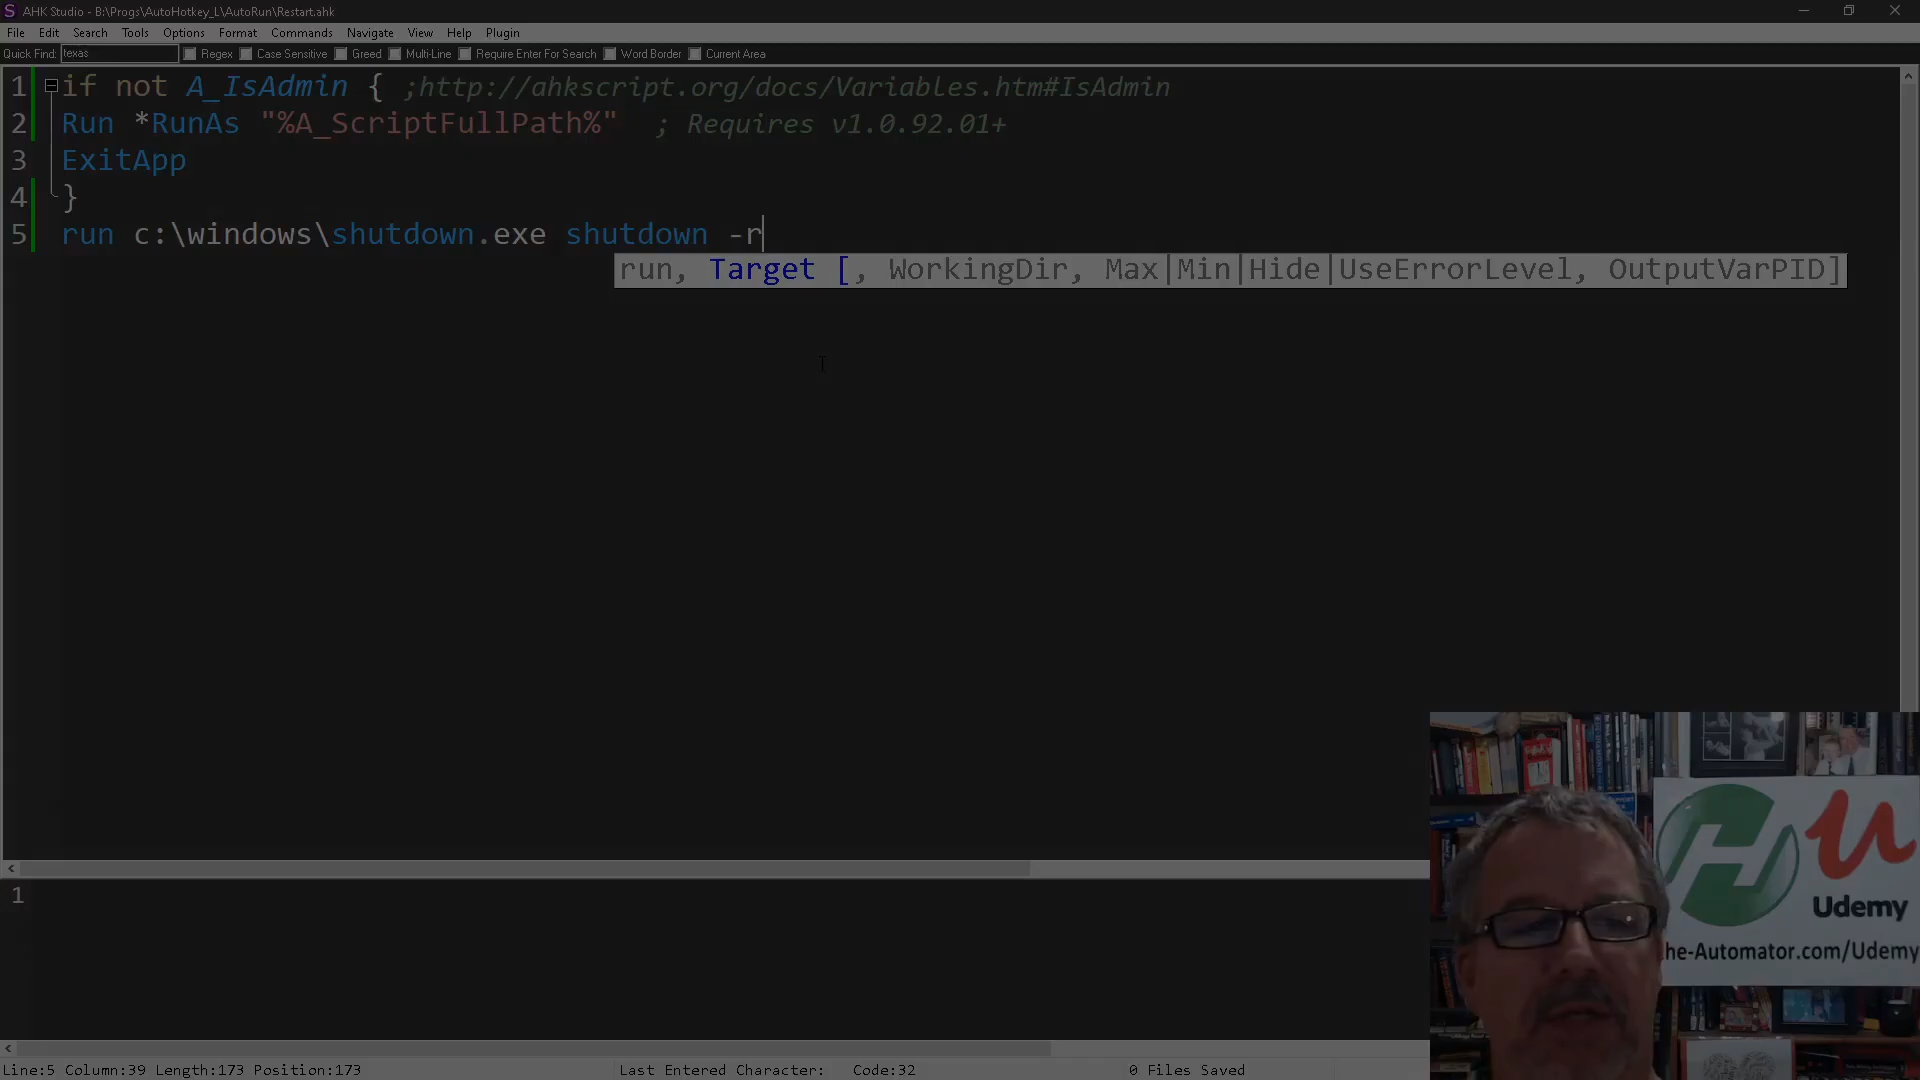 AHK Studio - B:\Progs\AutoHotkey_L\AutoRun\Restart.ahk
File Edit Search Tools Options Format Commands Navigate View Help Plugin
Quick Find: texas Regex Case Sensitive Greed Multi-Line Require Enter For Search Word Border Current Area
1 if not A_IsAdmin { ;http://ahkscript.org/docs/Variables.htm#IsAdmin
2 Run *RunAs "%A_ScriptFullPath%" ; Requires v1.0.92.01+
3 ExitApp
4 }
5 run c:\windows\shutdown.exe shutdown -r
run, Target [, WorkingDir, Max|Min|Hide|UseErrorLevel, OutputVarPID]
1
Udemy
he-Automator.com/Udemy
Line:5 Column:39 Length:173 Position:173 Last Entered Character: Code:32 0 Files Saved